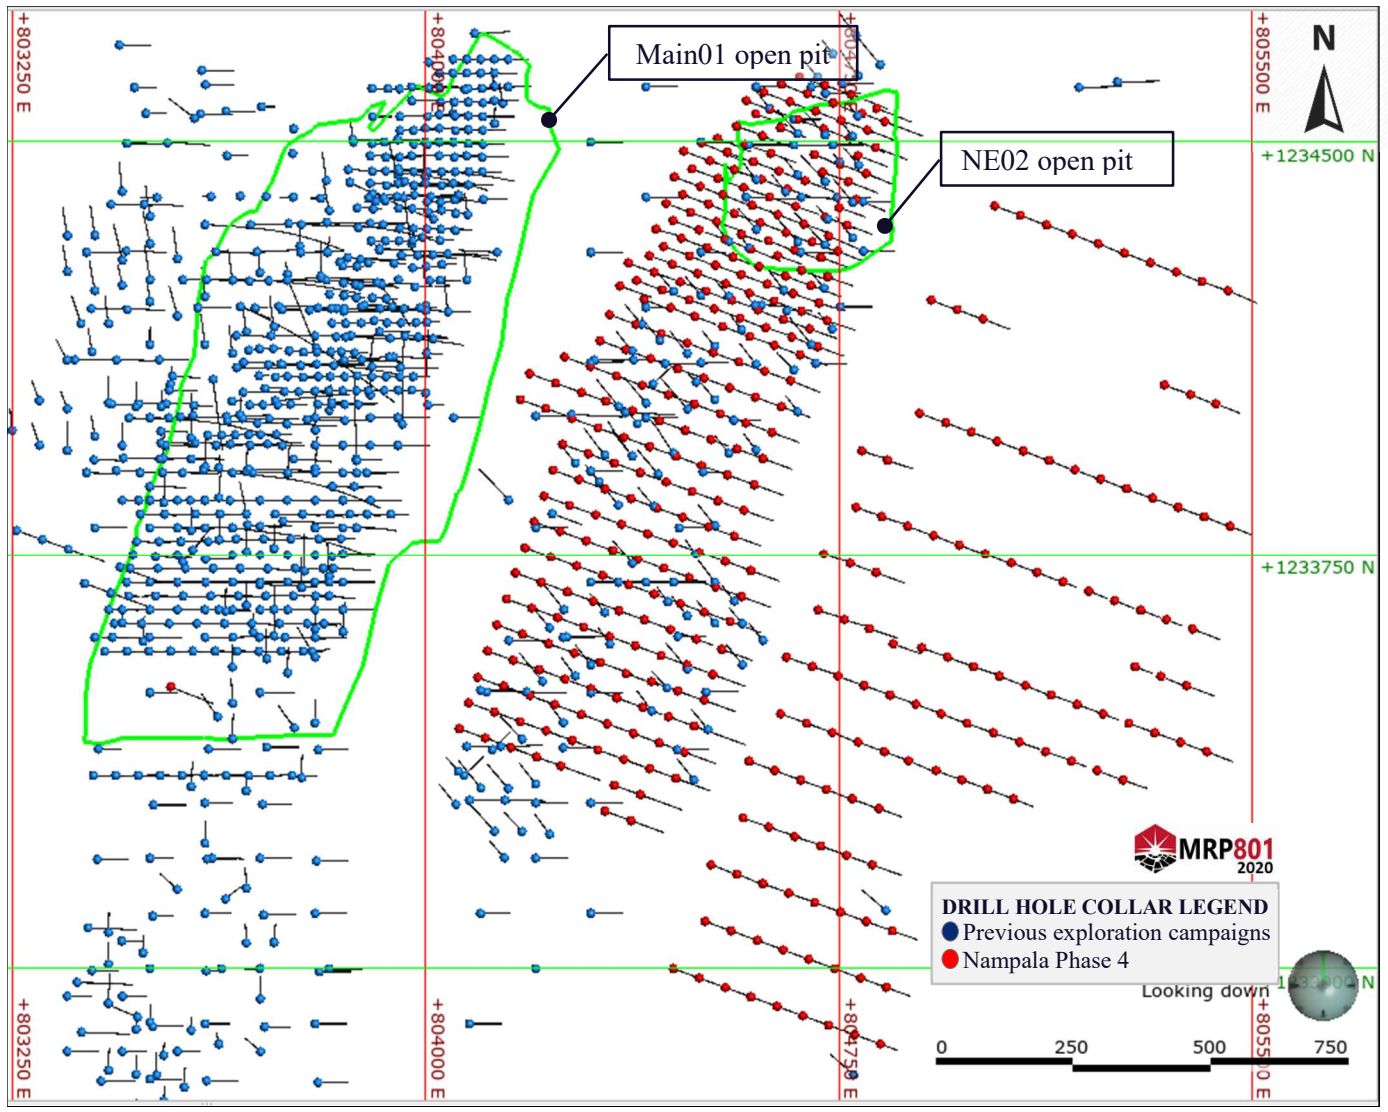 +803250 E
+804000 E
+805500 E
N
Main01 open pit
+1234500 N
NE02 open pit
+1233750 N
MRP801
2020
DRILL HOLE COLLAR LEGEND
Previous exploration campaigns
Nampala Phase 4
Looking down
+803250 E
+804000 E
+804750 E
0 250 500 750